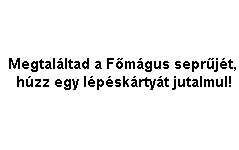 Megtaláltad a Főmágus seprűjét,
húzz egy lépéskártyát jutalmul!